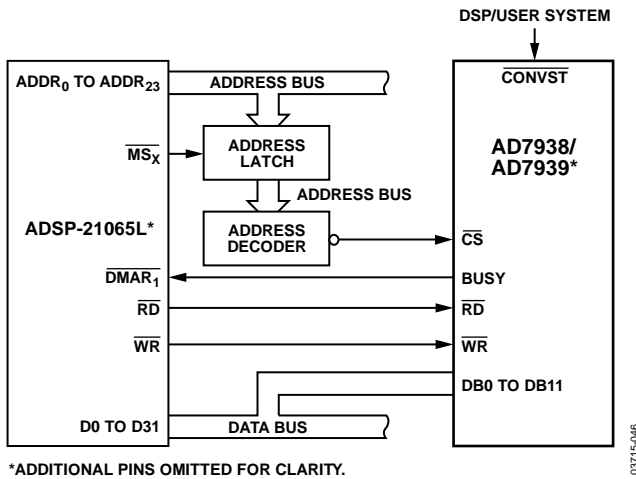 DSP/USER SYSTEM
ADDR0 TO ADDR23
ADDRESS BUS
CONVST
MSX
ADDRESS
LATCH
AD7938/
AD7939*
ADDRESS BUS
ADSP-21065L*
ADDRESS
DECODER
CS
DMAR1
BUSY
RD
RD
WR
WR
DB0 TO DB11
D0 TO D31
DATA BUS
*ADDITIONAL PINS OMITTED FOR CLARITY.
03715-046